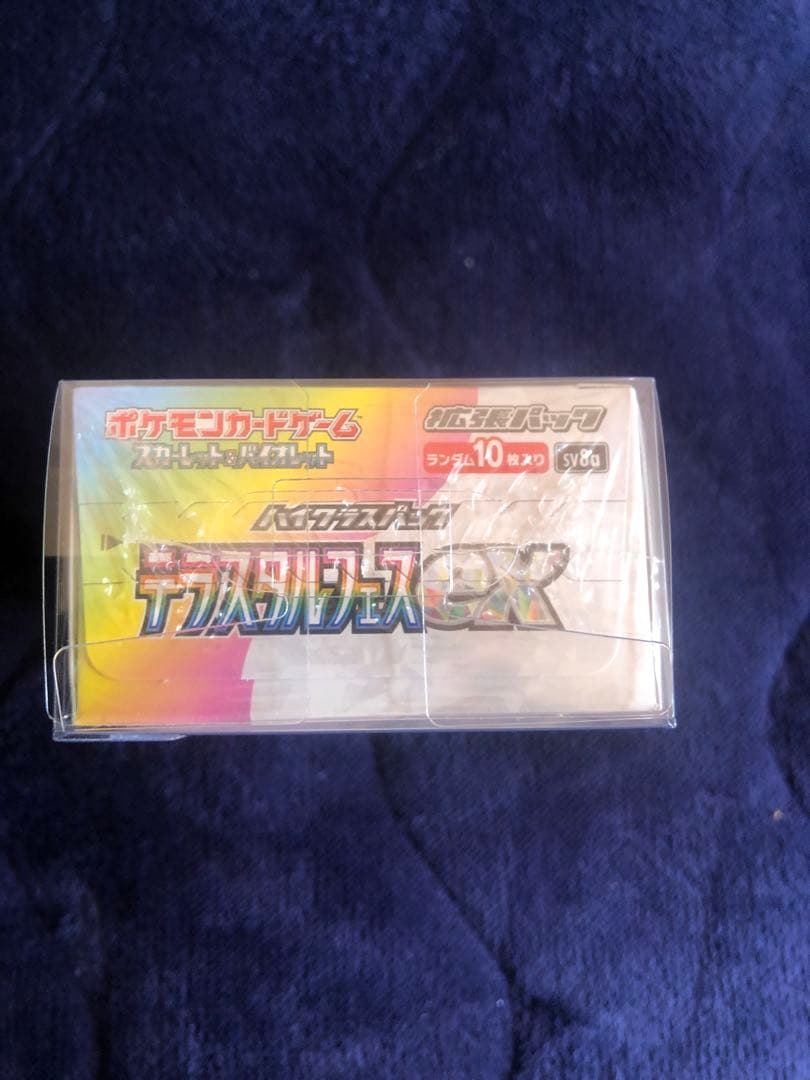 ポケモンカードゲーム™
拡張パック
スカーレット&バイオレット
ランダム10枚入り
sv8a
ハイクラスパック
テラスタルフェスex